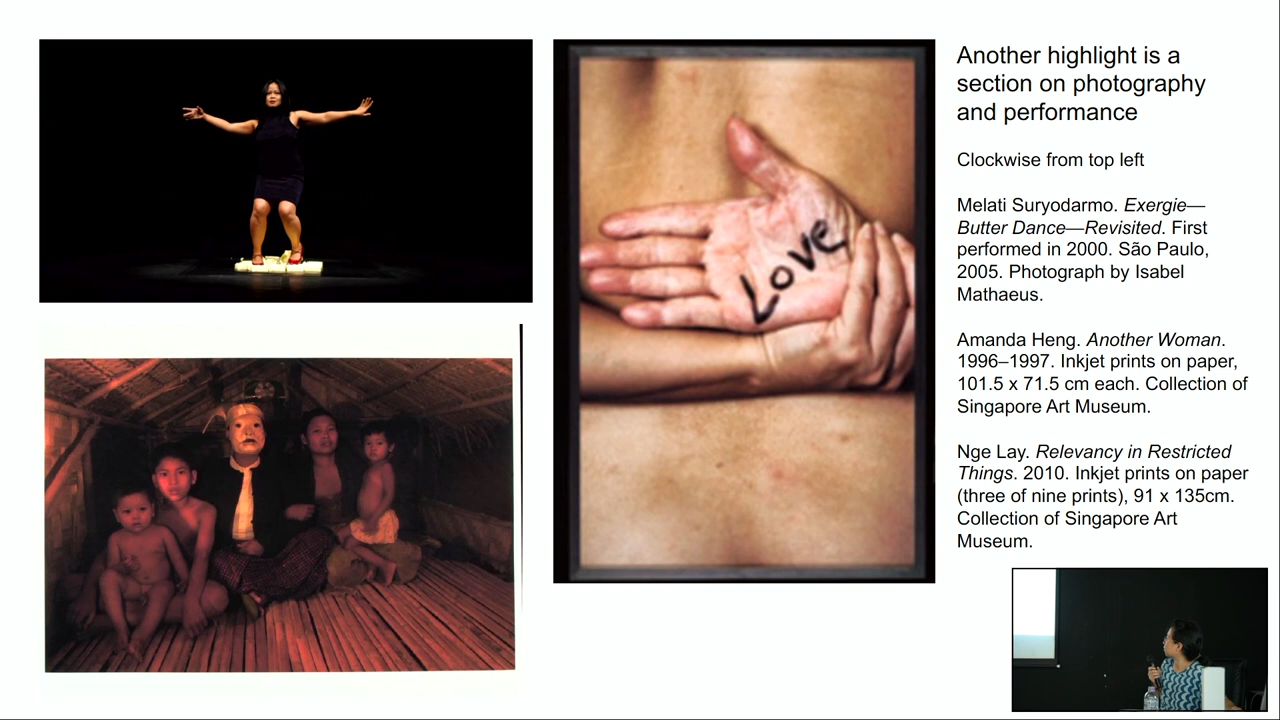 Another highlight is a
section on photography
and performance
Clockwise from top left
Melati Suryodarmo. Exergie—
Butter Dance—Revisited. First
performed in 2000. São Paulo,
2005. Photograph by Isabel
Mathaeus.
Amanda Heng. Another Woman.
1996–1997. Inkjet prints on paper,
101.5 x 71.5 cm each. Collection of
Singapore Art Museum.
Nge Lay. Relevancy in Restricted
Things. 2010. Inkjet prints on paper
(three of nine prints), 91 x 135cm.
Collection of Singapore Art
Museum.
Love